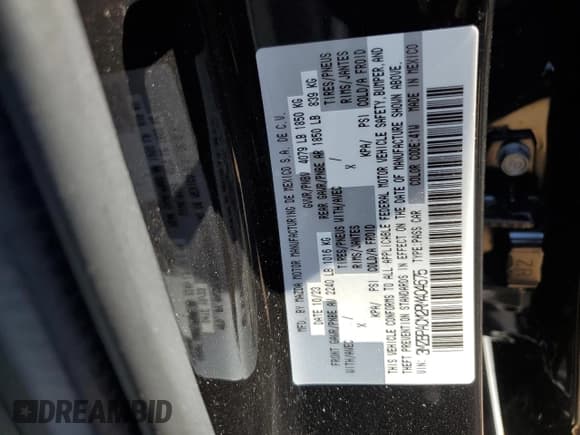 MFD. BY MAZDA MOTOR MANUFACTURING DE MEXICO S.A. DE C.V.
DATE 10/23 GVWR/PNBV 4079 LB 1850 KG
FRONT GAWR/PNBE AV 2240 LB 1016 KG REAR GAWR/PNBE AR 1850 LB 839 KG
WITH/AVEC TIRES/PNEUS WITH/AVEC TIRES/PNEUS
X RIMS/JANTES X RIMS/JANTES
KPA/ PSI COLD/A FROID KPA/ PSI COLD/A FROID
THIS VEHICLE CONFORMS TO ALL APPLICABLE FEDERAL MOTOR VEHICLE SAFETY, BUMPER, AND
THEFT PREVENTION STANDARDS IN EFFECT ON THE DATE OF MANUFACTURE SHOWN ABOVE.
VIN: TYPE:PASS CAR COLOR CODE:41W MADE IN MEXICO
DREAMBID